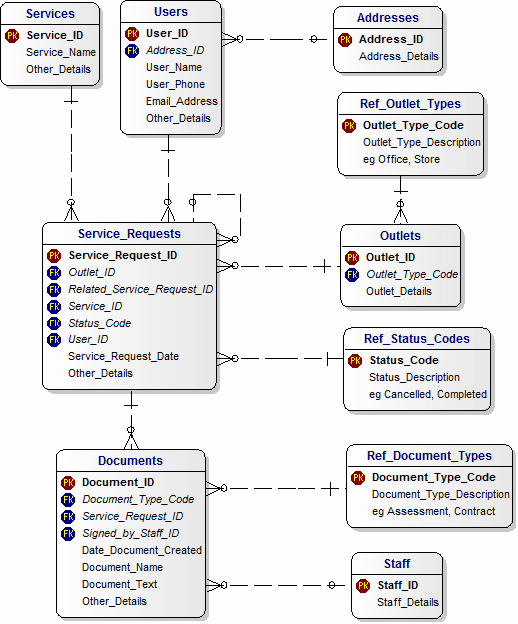 Services
PK Service_ID
Service_Name
Other_Details
Users
PK User_ID
FK Address_ID
User_Name
User_Phone
Email_Address
Other_Details
Addresses
PK Address_ID
Address_Details
Ref_Outlet_Types
PK Outlet_Type_Code
Outlet_Type_Description
eg Office, Store
Service_Requests
PK Service_Request_ID
FK Outlet_ID
FK Related_Service_Request_ID
FK Service_ID
FK Status_Code
FK User_ID
Service_Request_Date
Other_Details
Outlets
PK Outlet_ID
FK Outlet_Type_Code
Outlet_Details
Ref_Status_Codes
PK Status_Code
Status_Description
eg Cancelled, Completed
Documents
PK Document_ID
FK Document_Type_Code
FK Service_Request_ID
FK Signed_by_Staff_ID
Date_Document_Created
Document_Name
Document_Text
Other_Details
Ref_Document_Types
PK Document_Type_Code
Document_Type_Description
eg Assessment, Contract
Staff
PK Staff_ID
Staff_Details